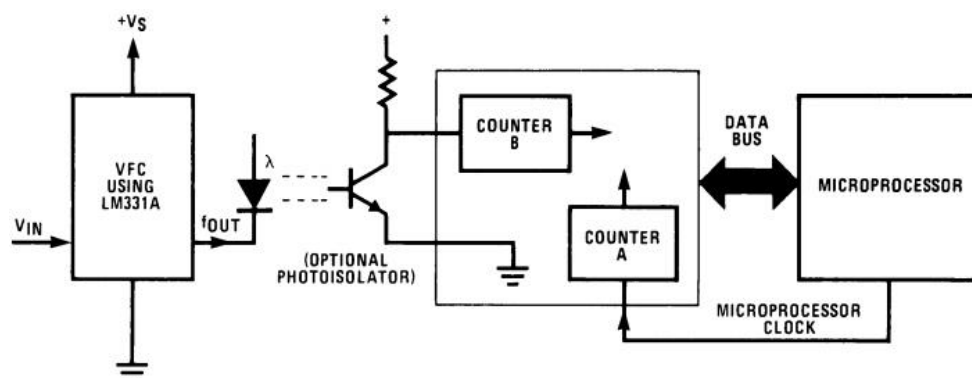 +VS
VFC
USING
LM331A
VIN
fOUT
λ
+
(OPTIONAL
PHOTOISOLATOR)
COUNTER
B
COUNTER
A
DATA
BUS
MICROPROCESSOR
MICROPROCESSOR
CLOCK